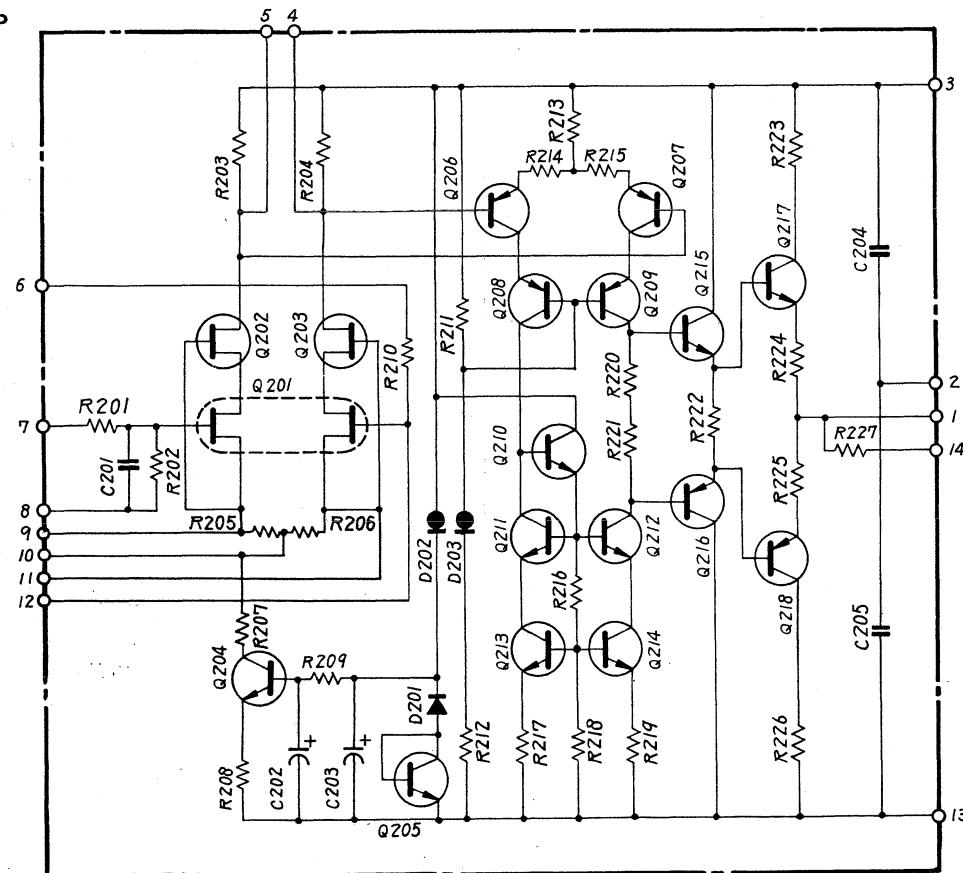 P
5 4
3
R213
R203
R204
Q206
R214 R215
Q207
R223
Q217
Q215
C204
6
Q202
Q203
R210
R211
Q208
Q209
R224
Q201
R220
2
R201
7
1
R222
R227
14
C201
R202
Q210
R221
R225
8
R205 R206
9
10
11
12
D202
D203
Q211
Q212
Q216
R216
Q218
C205
R207
Q204
R209
D201
Q213
Q214
R208
C202
+
C203
+
R212
R217
R218
R219
R226
13
Q205